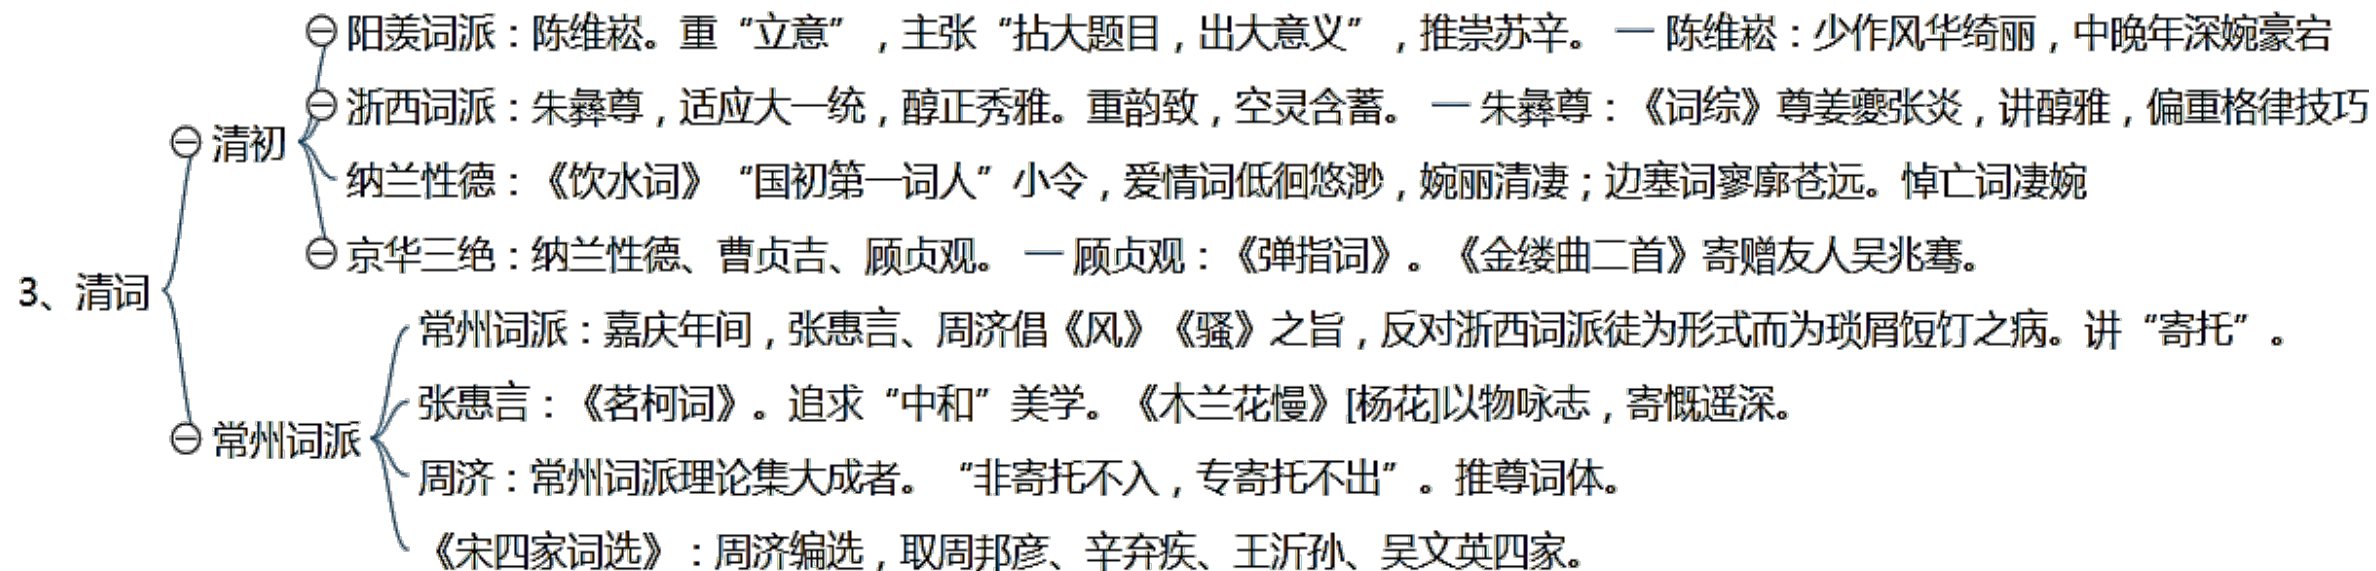 3、清词
清初
阳羡词派：陈维崧。重“立意”，主张“拈大题目，出大意义”，推崇苏辛。 一 陈维崧：少作风华绮丽，中晚年深婉豪宕
浙西词派：朱彝尊，适应大一统，醇正秀雅。重韵致，空灵含蓄。 一 朱彝尊：《词综》尊姜夔张炎，讲醇雅，偏重格律技巧
纳兰性德：《饮水词》“国初第一词人”小令，爱情词低徊悠渺，婉丽清凄；边塞词寥廓苍远。悼亡词凄婉
京华三绝：纳兰性德、曹贞吉、顾贞观。 一 顾贞观：《弹指词》。《金缕曲二首》寄赠友人吴兆骞。
常州词派
常州词派：嘉庆年间，张惠言、周济倡《风》《骚》之旨，反对浙西词派徒为形式而为琐屑饾饤之病。讲“寄托”。
张惠言：《茗柯词》。追求“中和”美学。《木兰花慢》[杨花]以物咏志，寄慨遥深。
周济：常州词派理论集大成者。“非寄托不入，专寄托不出”。推尊词体。
《宋四家词选》：周济编选，取周邦彦、辛弃疾、王沂孙、吴文英四家。